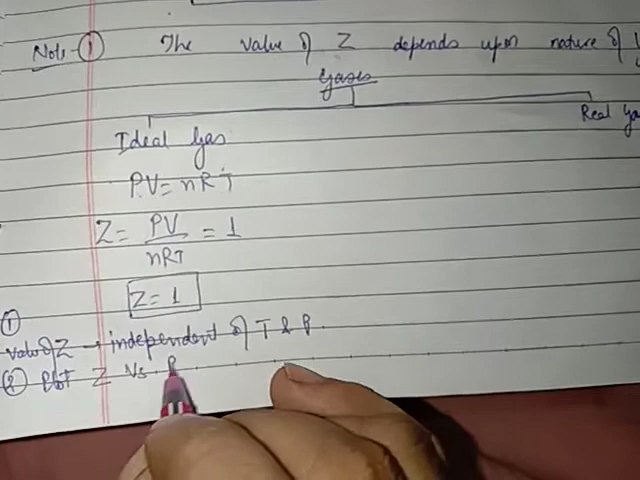 Note ① The value of Z depends upon nature of
gases
Ideal gas
Real ga
PV = nRT
Z = PV / nRT = 1
Z = 1
①
Value of Z → independent of T & P.
② Plot Z Vs P